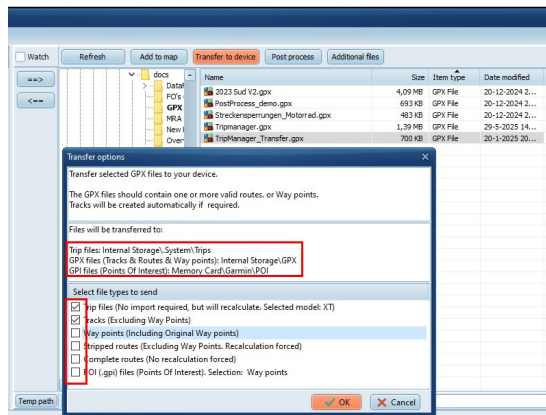 Watch Refresh Add to map Transfer to device Post process Additional files
==> docs Name Size Item type Date modified
<== 2023 Sud V2.gpx 4,09 MB GPX File 20-12-2024 2...
FO's PostProcess_demo.gpx 693 KB GPX File 20-12-2024 2...
GPX Streckensperrungen_Motorrad.gpx 483 KB GPX File 20-12-2024 2...
MRA Tripmanager.gpx 1,39 MB GPX File 29-5-2025 14...
New TripManager_Transfer.gpx 700 KB GPX File 20-1-2025 20...
Over
Transfer options
Transfer selected GPX files to your device.
The GPX files should contain one or more valid routes. or Way points.
Tracks will be created automatically if required.
Files will be transferred to:
Trip files: Internal Storage\.System\Trips
GPX files (Tracks & Routes & Way points): Internal Storage\GPX
GPI files (Points Of Interest): Memory Card\Garmin\POI
Select file types to send
Trip files (No import required, but will recalculate. Selected model: XT)
Tracks (Excluding Way Points)
Way points (Including Original Way points)
Stripped routes (Excluding Way Points. Recalculation forced)
Complete routes (No recalculation forced)
POI (.gpi) files (Points Of Interest). Selection: Way points
Temp path OK Cancel